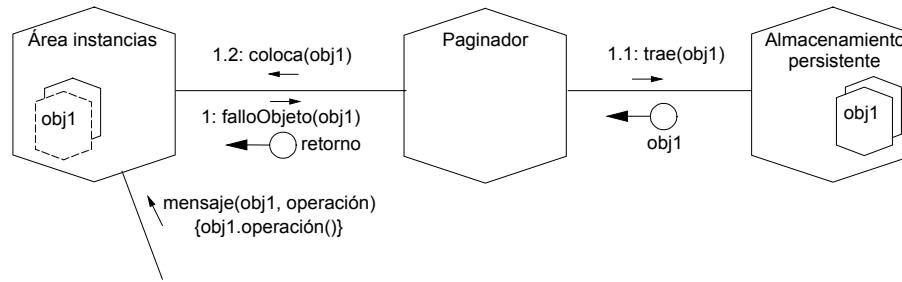 Área instancias
Paginador
Almacenamiento
persistente
1.2: coloca(obj1)
1.1: trae(obj1)
obj1
1: falloObjeto(obj1)
retorno
obj1
obj1
mensaje(obj1, operación)
{obj1.operación()}